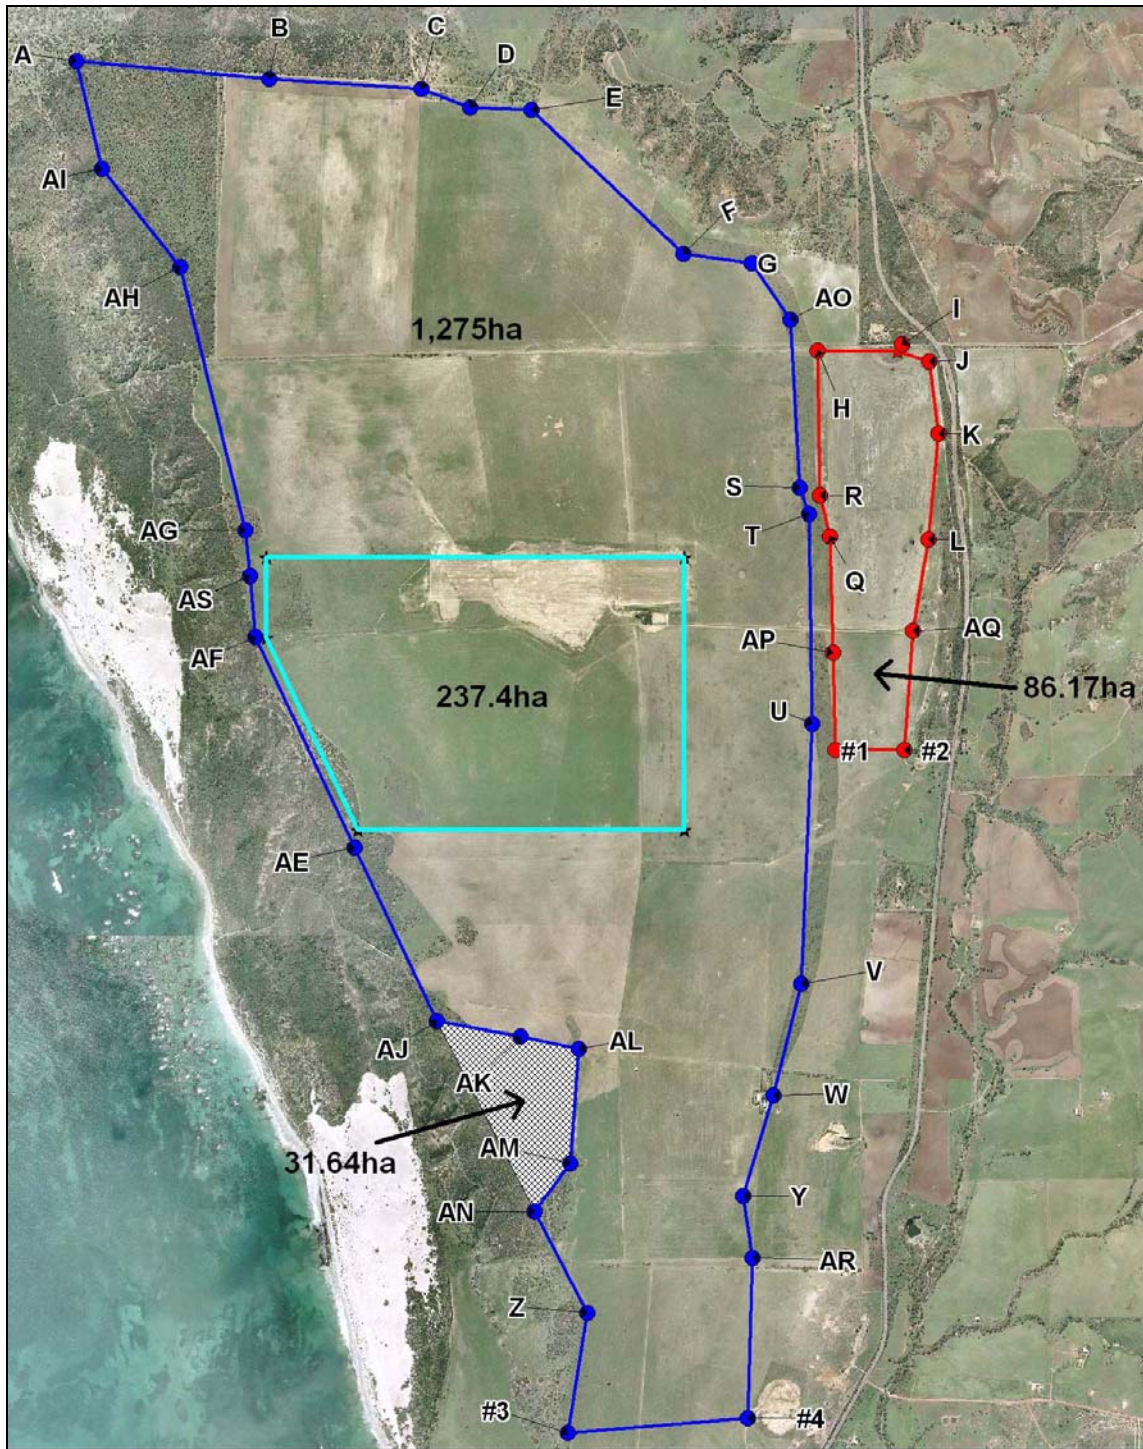 A
B
C
D
E
AI
F
G
AH
AO
I
1,275ha
J
H
K
S
R
T
AG
L
Q
AS
AF
AP
AQ
237.4ha
86.17ha
U
#1
#2
AE
V
AJ
AL
AK
W
31.64ha
AM
Y
AN
AR
Z
#3
#4